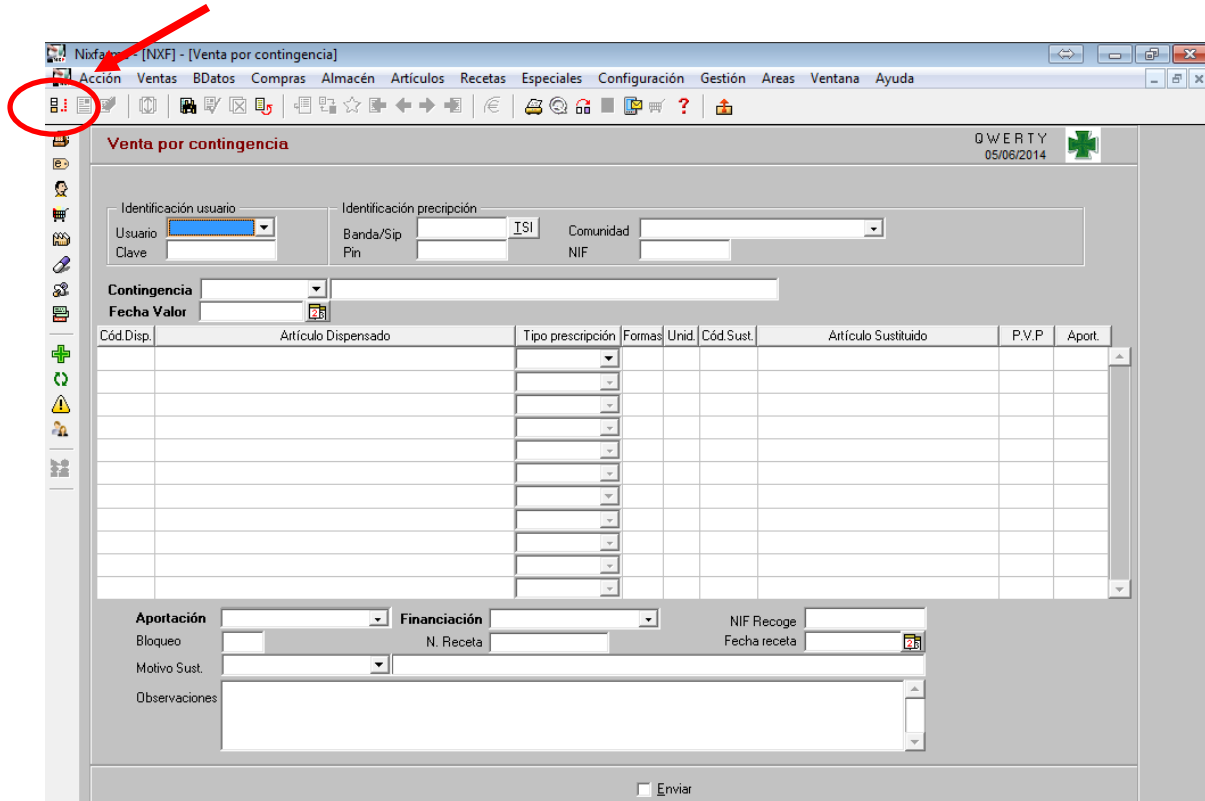 Nixfarma - [NXF] - [Venta por contingencia]
Acción Ventas BDatos Compras Almacén Artículos Recetas Especiales Configuración Gestión Areas Ventana Ayuda
Venta por contingencia
QWERTY
05/06/2014
Identificación usuario
Identificación precripción
Usuario
Banda/Sip
TSI
Comunidad
Clave
Pin
NIF
Contingencia
Fecha Valor
Cód.Disp. Artículo Dispensado Tipo prescripción Formas Unid. Cód.Sust. Artículo Sustituido P.V.P Aport.
Aportación
Financiación
NIF Recoge
Bloqueo
N. Receta
Fecha receta
Motivo Sust.
Observaciones
Enviar